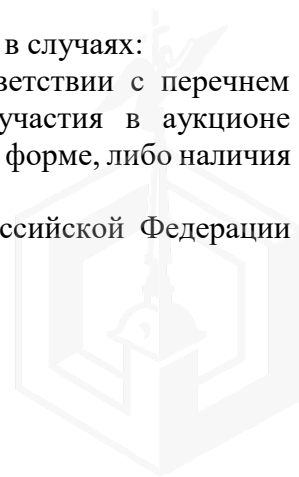 в случаях:
ветствии с перечнем
участия в аукционе
форме, либо наличия
ссийской Федерации